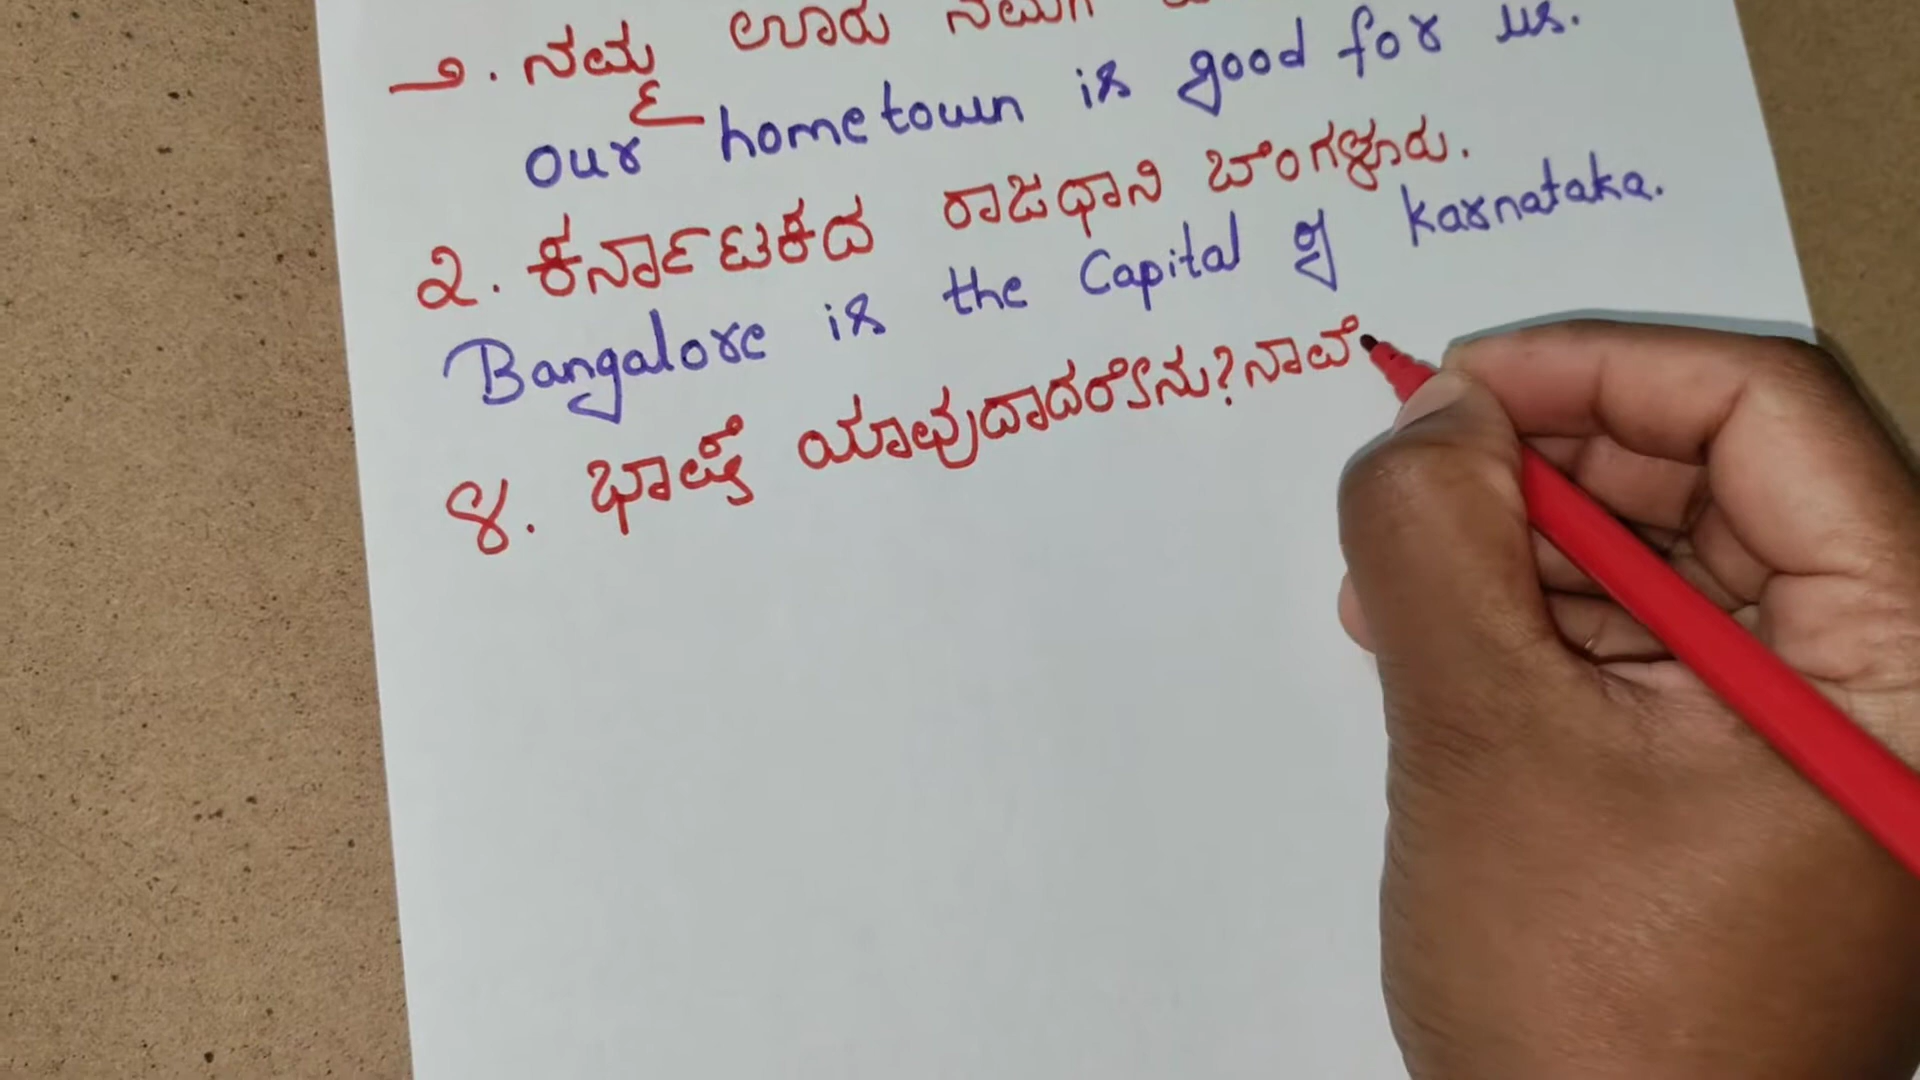 ೧. ನಮ್ಮ ಊರು ನಮಗೆ
our hometown is good for us.
೨. ಕರ್ನಾಟಕದ ರಾಜಧಾನಿ ಬೆಂಗಳೂರು.
Bangalore is the Capital of Karnataka.
೪. ಭಾಷೆ ಯಾವುದಾದರೇನು? ನಾವೆ